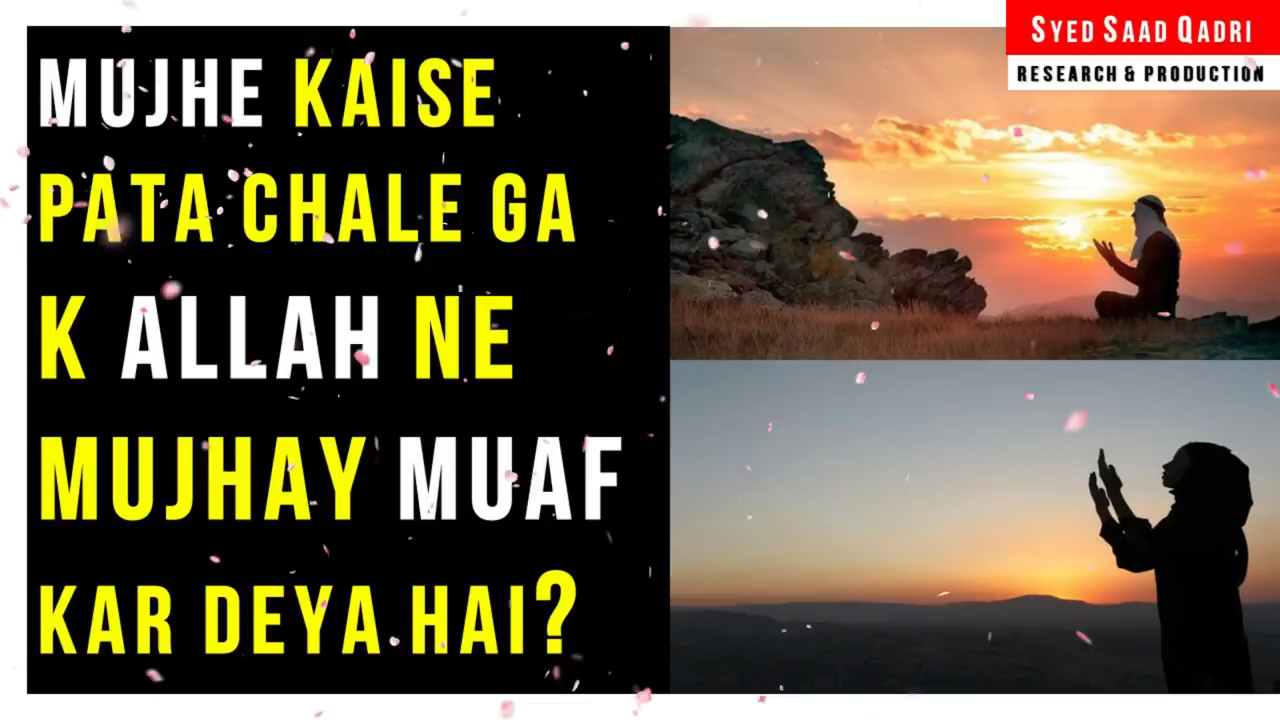 MUJHE KAISE
PATA CHALE GA
K ALLAH NE
MUJHAY MUAF
KAR DEYA HAI?
SYED SAAD QADRI
RESEARCH & PRODUCTION